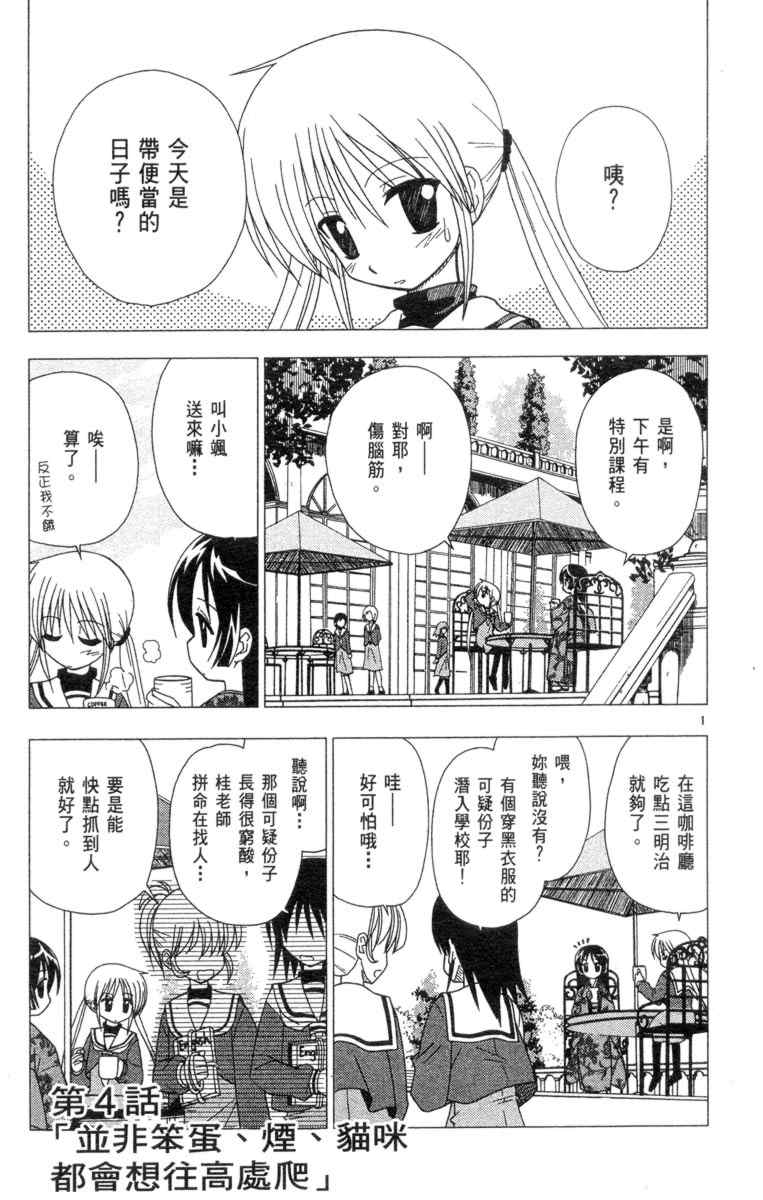 咦?
今天是
帶便當的
日子嗎?
是啊,
下午有
特別課程。
啊──
對耶,
傷腦筋。
叫小颯
送來嘛…
唉──
算了。
反正我不餓
COFFEE
1
在這咖啡廳
吃點三明治
就夠了。
喂,
妳聽說沒有?
有個穿黑衣服的
可疑份子
潛入學校耶!
哇──
好可怕哦…
聽說啊…
那個可疑份子
長得很窮酸,
桂老師
拼命在找人…
要是能
快點抓到人
就好了。
第4話
「並非笨蛋、煙、貓咪
都會想往高處爬」